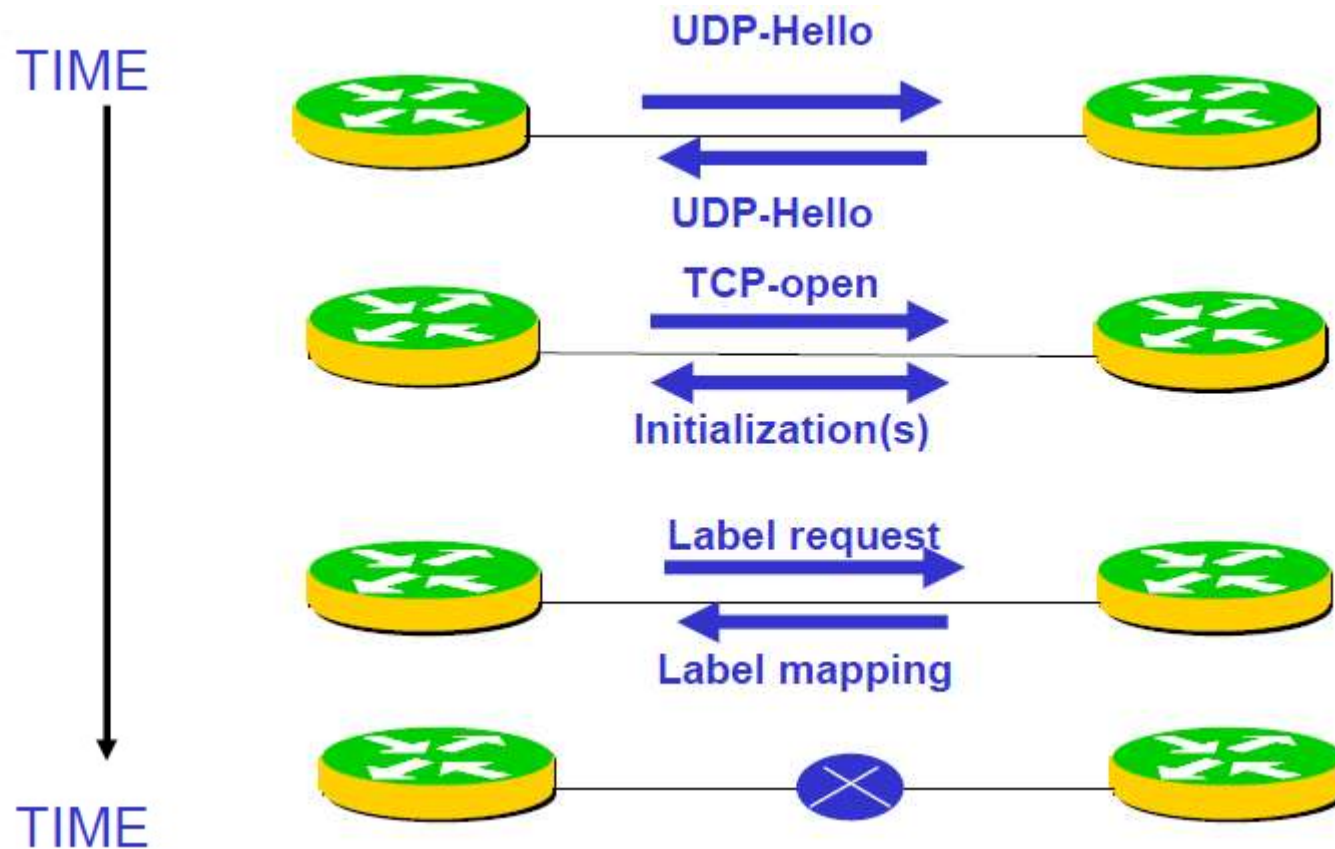 UDP-Hello
TIME
UDP-Hello
TCP-open
Initialization(s)
Label request
Label mapping
TIME